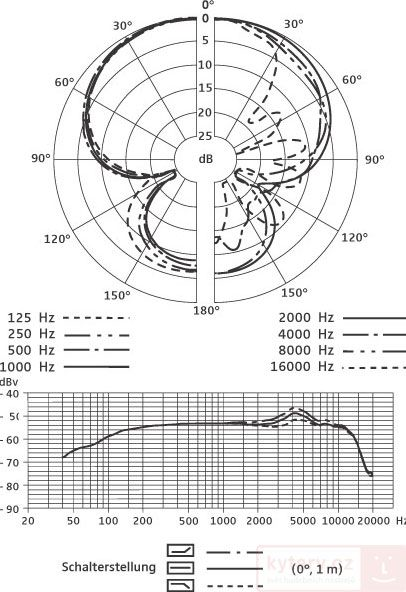 0°
30° 0 30°
5
10
60° 15 60°
20
25
90° dB 90°
120° 120°
150° 150°
180°
125 Hz 2000 Hz
250 Hz 4000 Hz
500 Hz 8000 Hz
1000 Hz 16000 Hz
dBv
- 40
- 50
- 60
- 70
- 80
- 90
20 50 100 200 500 1000 2000 5000 10000 20000 Hz
Schalterstellung (0°, 1 m)
kytary.cz